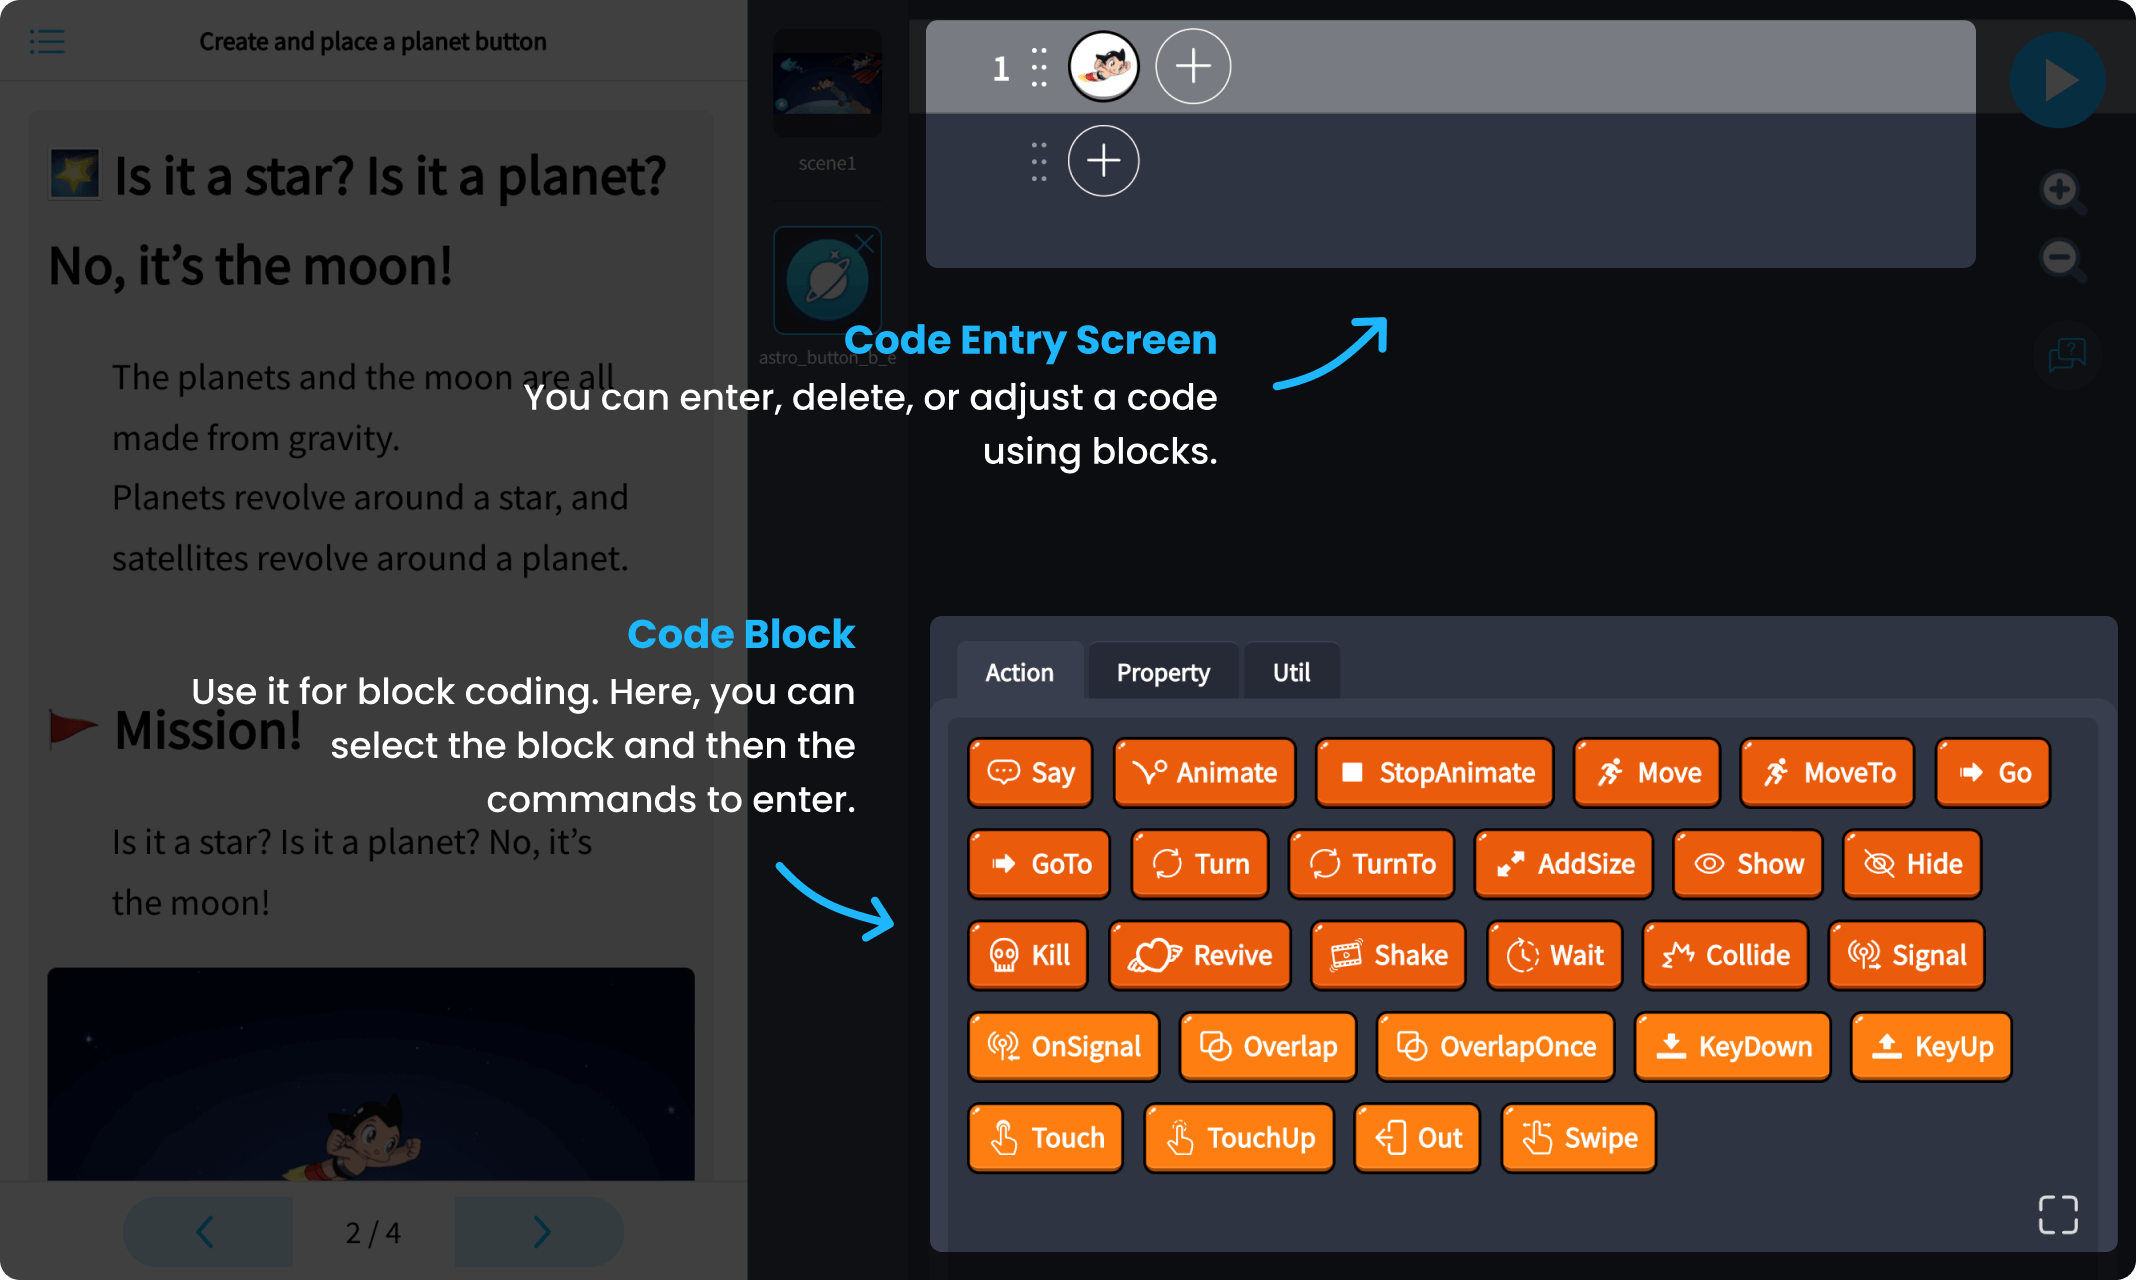 Create and place a planet button
Is it a star? Is it a planet?
No, it's the moon!
The planets and the moon are all
made from gravity.
Planets revolve around a star, and
satellites revolve around a planet.
Mission!
Is it a star? Is it a planet? No, it's
the moon!
2 / 4
scene1
astro_button_b_e
1
Code Entry Screen
You can enter, delete, or adjust a code
using blocks.
Code Block
Use it for block coding. Here, you can
select the block and then the
commands to enter.
Action Property Util
Say Animate StopAnimate Move MoveTo Go
GoTo Turn TurnTo AddSize Show Hide
Kill Revive Shake Wait Collide Signal
OnSignal Overlap OverlapOnce KeyDown KeyUp
Touch TouchUp Out Swipe